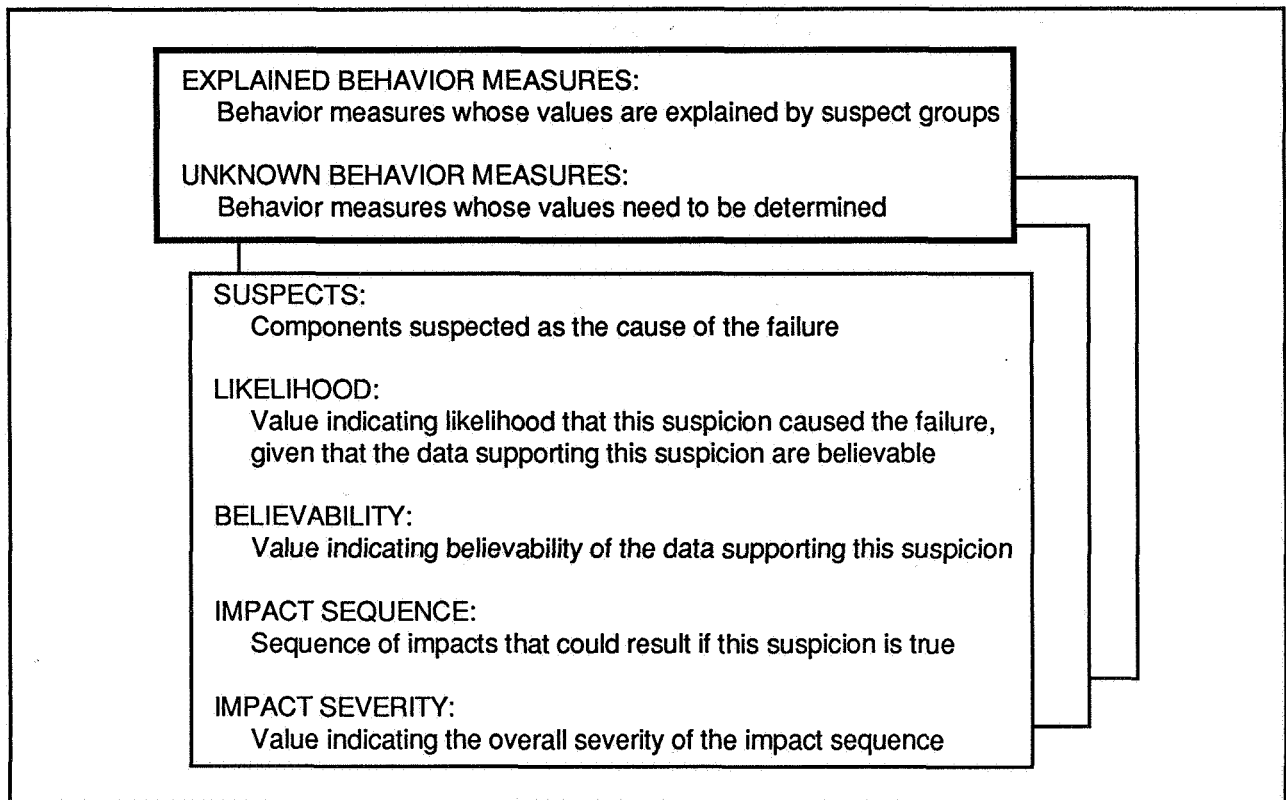 EXPLAINED BEHAVIOR MEASURES:
Behavior measures whose values are explained by suspect groups
UNKNOWN BEHAVIOR MEASURES:
Behavior measures whose values need to be determined
SUSPECTS:
Components suspected as the cause of the failure
LIKELIHOOD:
Value indicating likelihood that this suspicion caused the failure,
given that the data supporting this suspicion are believable
BELIEVABILITY:
Value indicating believability of the data supporting this suspicion
IMPACT SEQUENCE:
Sequence of impacts that could result if this suspicion is true
IMPACT SEVERITY:
Value indicating the overall severity of the impact sequence